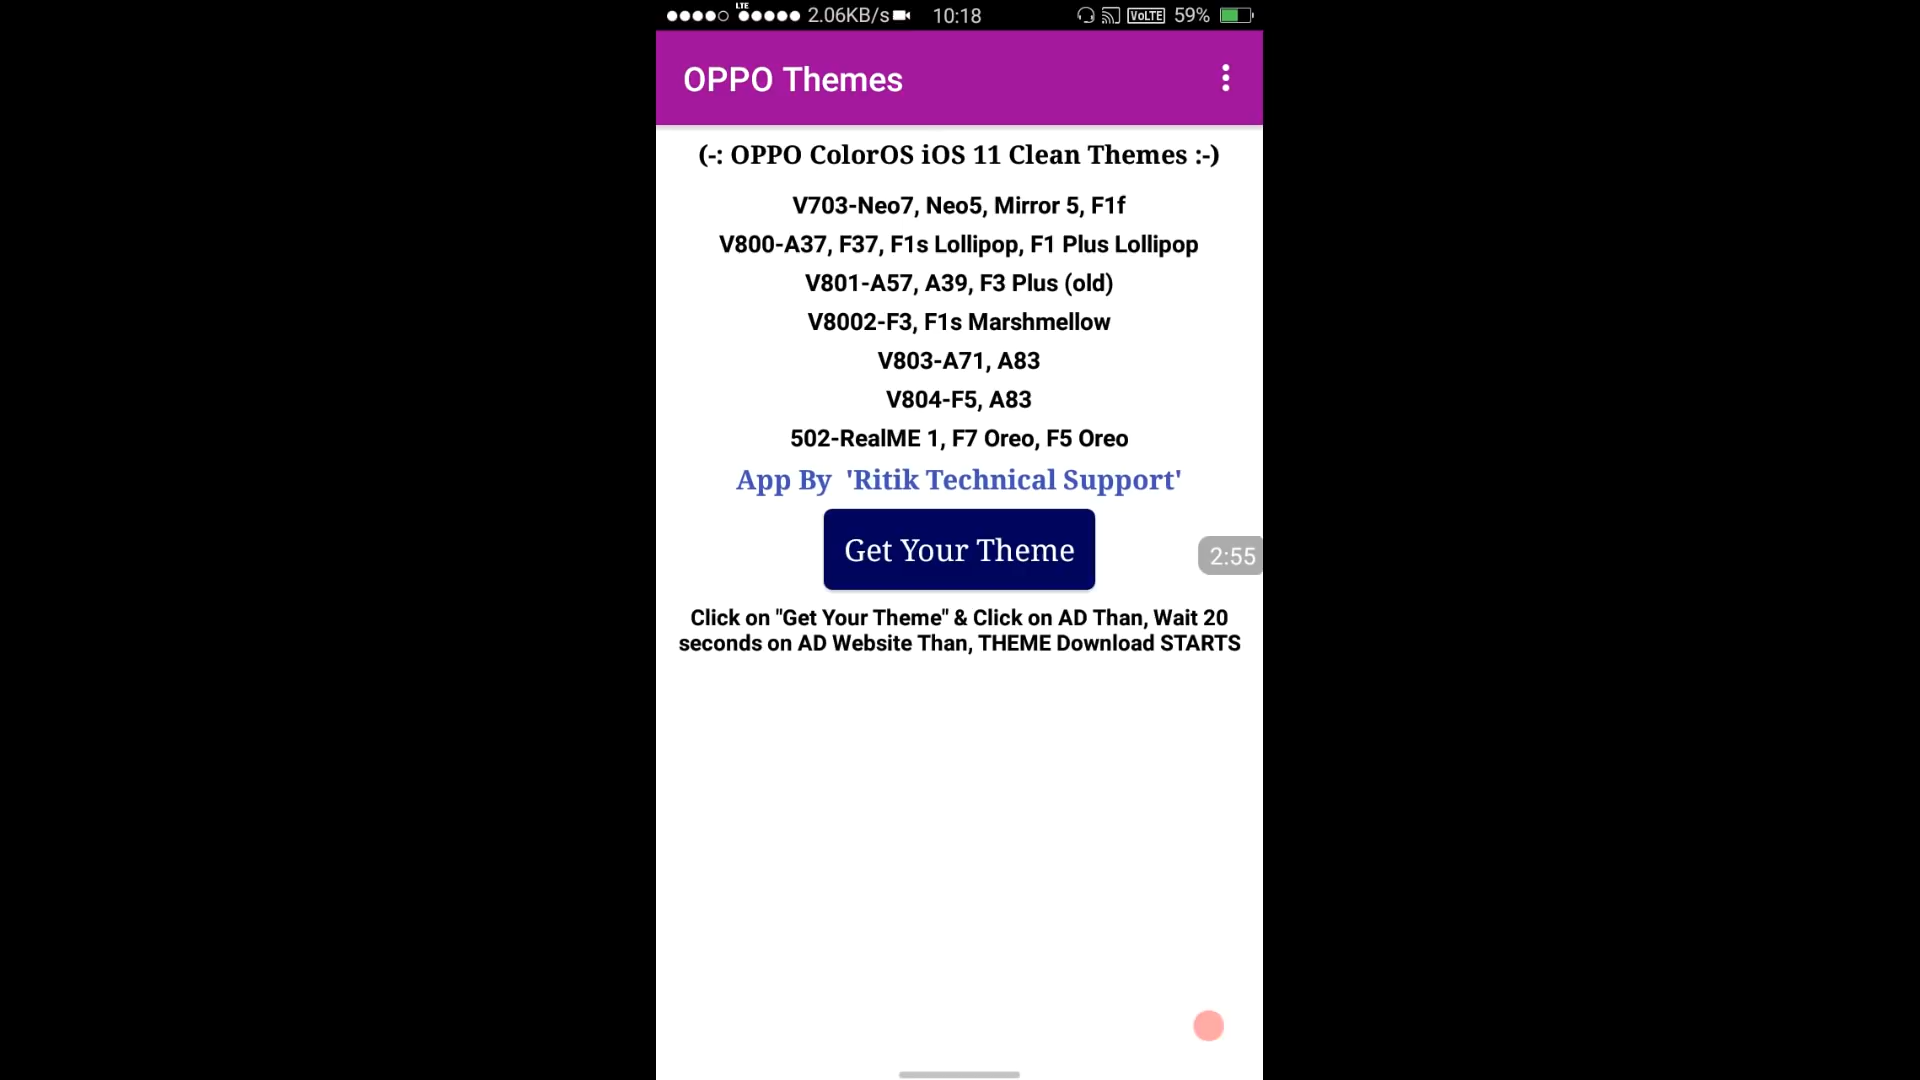 LTE
2.06KB/s 10:18 VoLTE 59%
OPPO Themes
(-: OPPO ColorOS iOS 11 Clean Themes :-)
V703-Neo7, Neo5, Mirror 5, F1f
V800-A37, F37, F1s Lollipop, F1 Plus Lollipop
V801-A57, A39, F3 Plus (old)
V8002-F3, F1s Marshmellow
V803-A71, A83
V804-F5, A83
502-RealME 1, F7 Oreo, F5 Oreo
App By 'Ritik Technical Support'
Get Your Theme
2:55
Click on "Get Your Theme" & Click on AD Than, Wait 20
seconds on AD Website Than, THEME Download STARTS